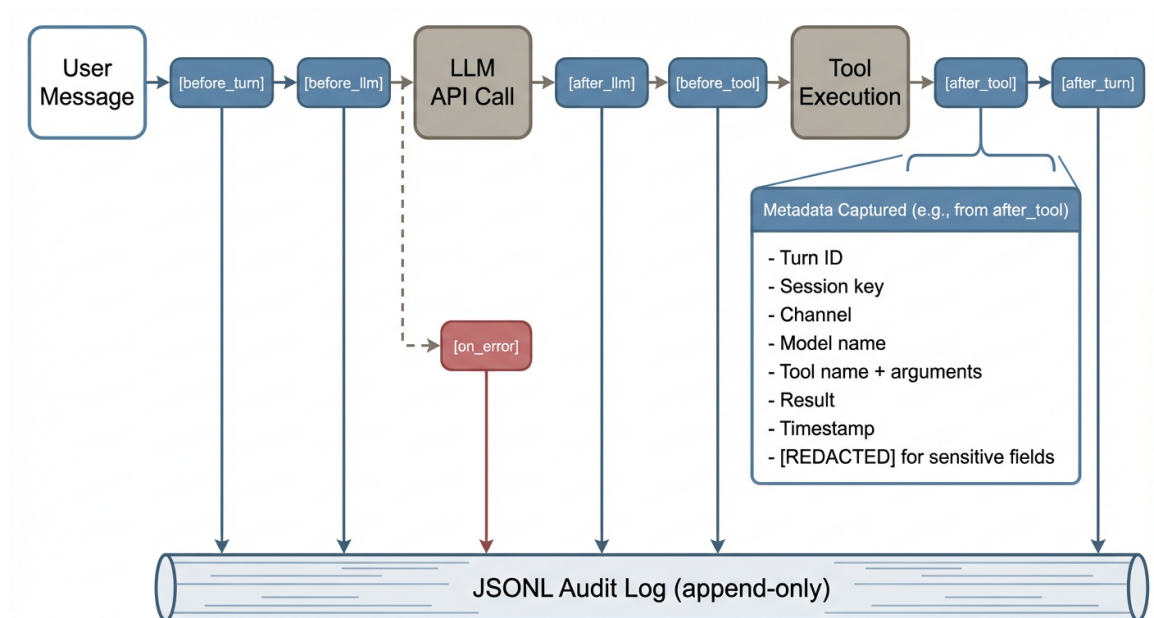 User
Message
[before_turn]
[before_llm]
LLM
API Call
[after_llm]
[before_tool]
Tool
Execution
[after_tool]
[after_turn]
[on_error]
Metadata Captured (e.g., from after_tool)
- Turn ID
- Session key
- Channel
- Model name
- Tool name + arguments
- Result
- Timestamp
- [REDACTED] for sensitive fields
JSONL Audit Log (append-only)